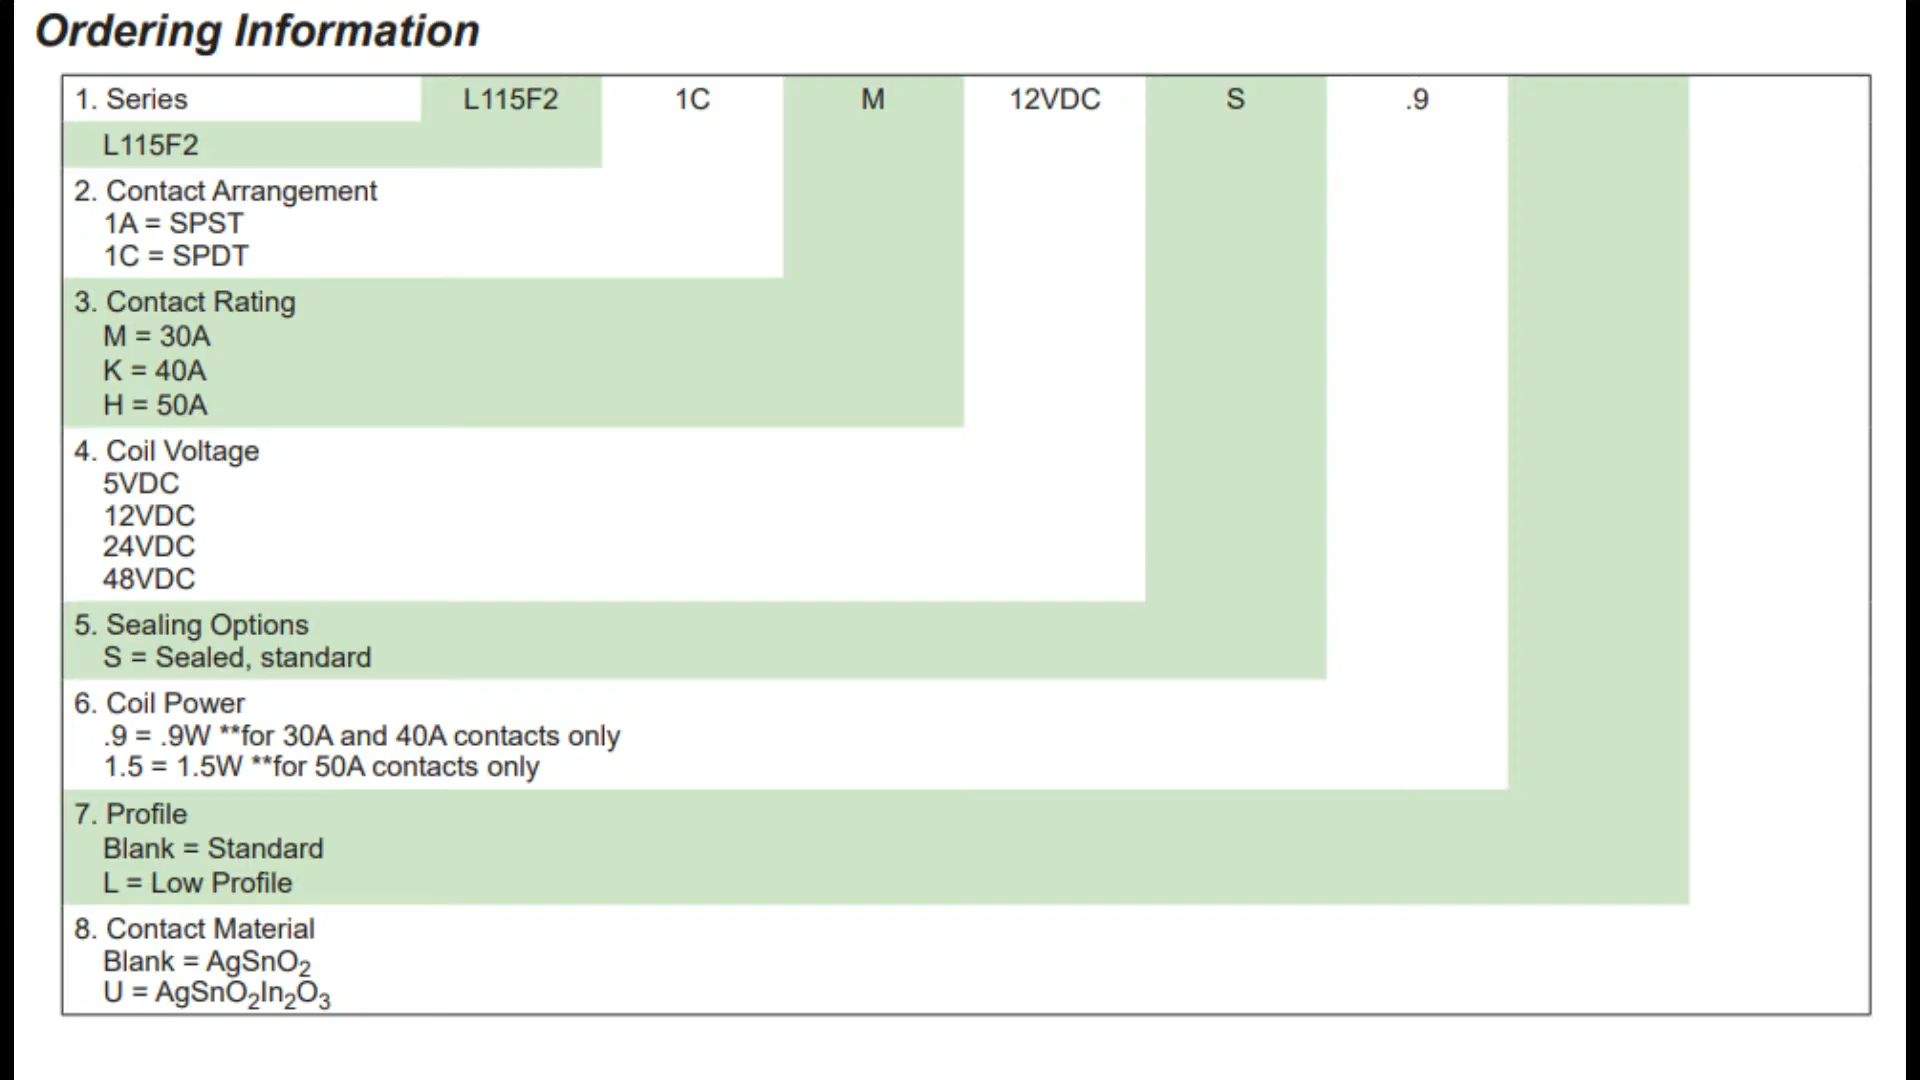 Ordering Information
1. Series L115F2 1C M 12VDC S .9
L115F2
2. Contact Arrangement
1A = SPST
1C = SPDT
3. Contact Rating
M = 30A
K = 40A
H = 50A
4. Coil Voltage
5VDC
12VDC
24VDC
48VDC
5. Sealing Options
S = Sealed, standard
6. Coil Power
.9 = .9W **for 30A and 40A contacts only
1.5 = 1.5W **for 50A contacts only
7. Profile
Blank = Standard
L = Low Profile
8. Contact Material
Blank = AgSnO₂
U = AgSnO₂In₂O₃